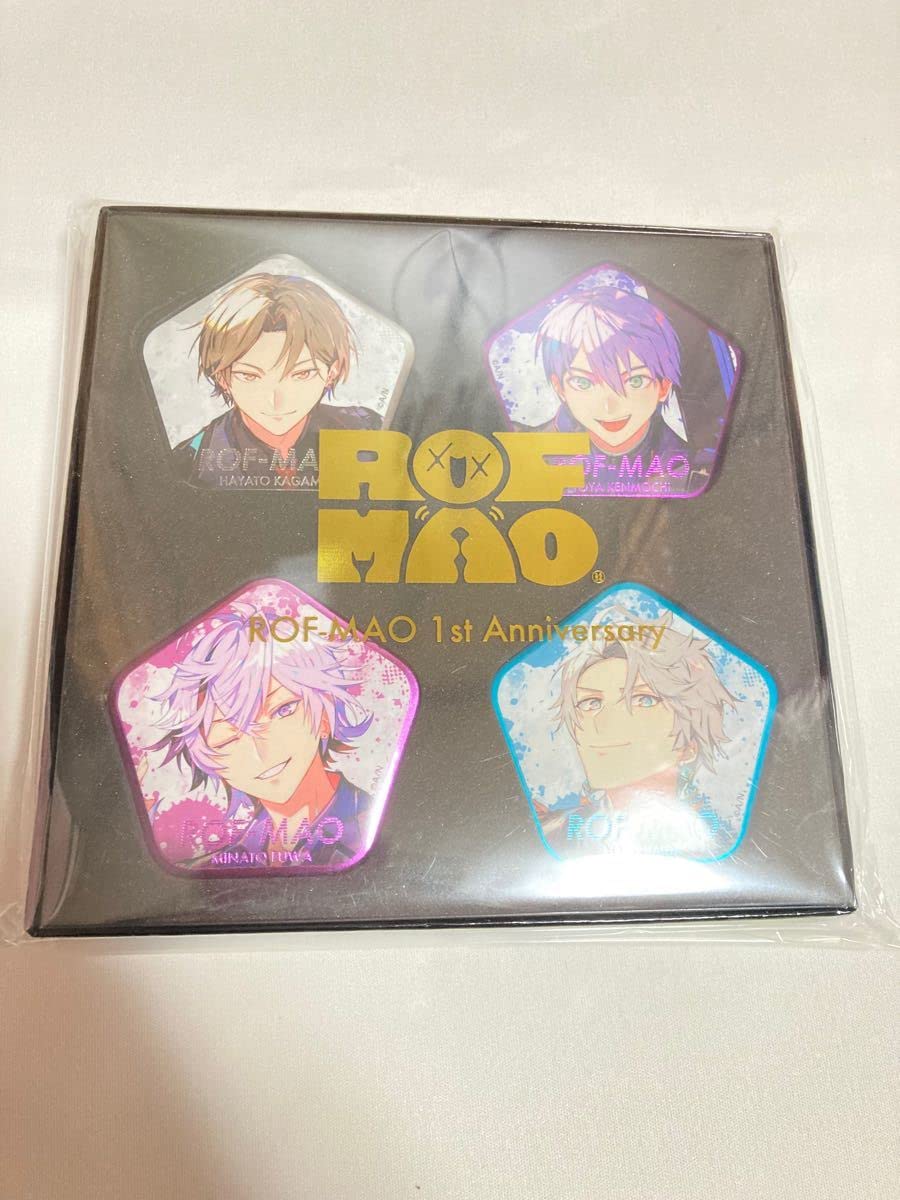 ©A/N
ROF-MA
HAYATO KAGAM
©A/N
ROF-MAO
OYA KENMOCHI
ROF
MAO
®
ROF-MAO 1st Anniversary
©A/N
ROF-MAO
MINATO FUWA
©A/N
ROF-MAO